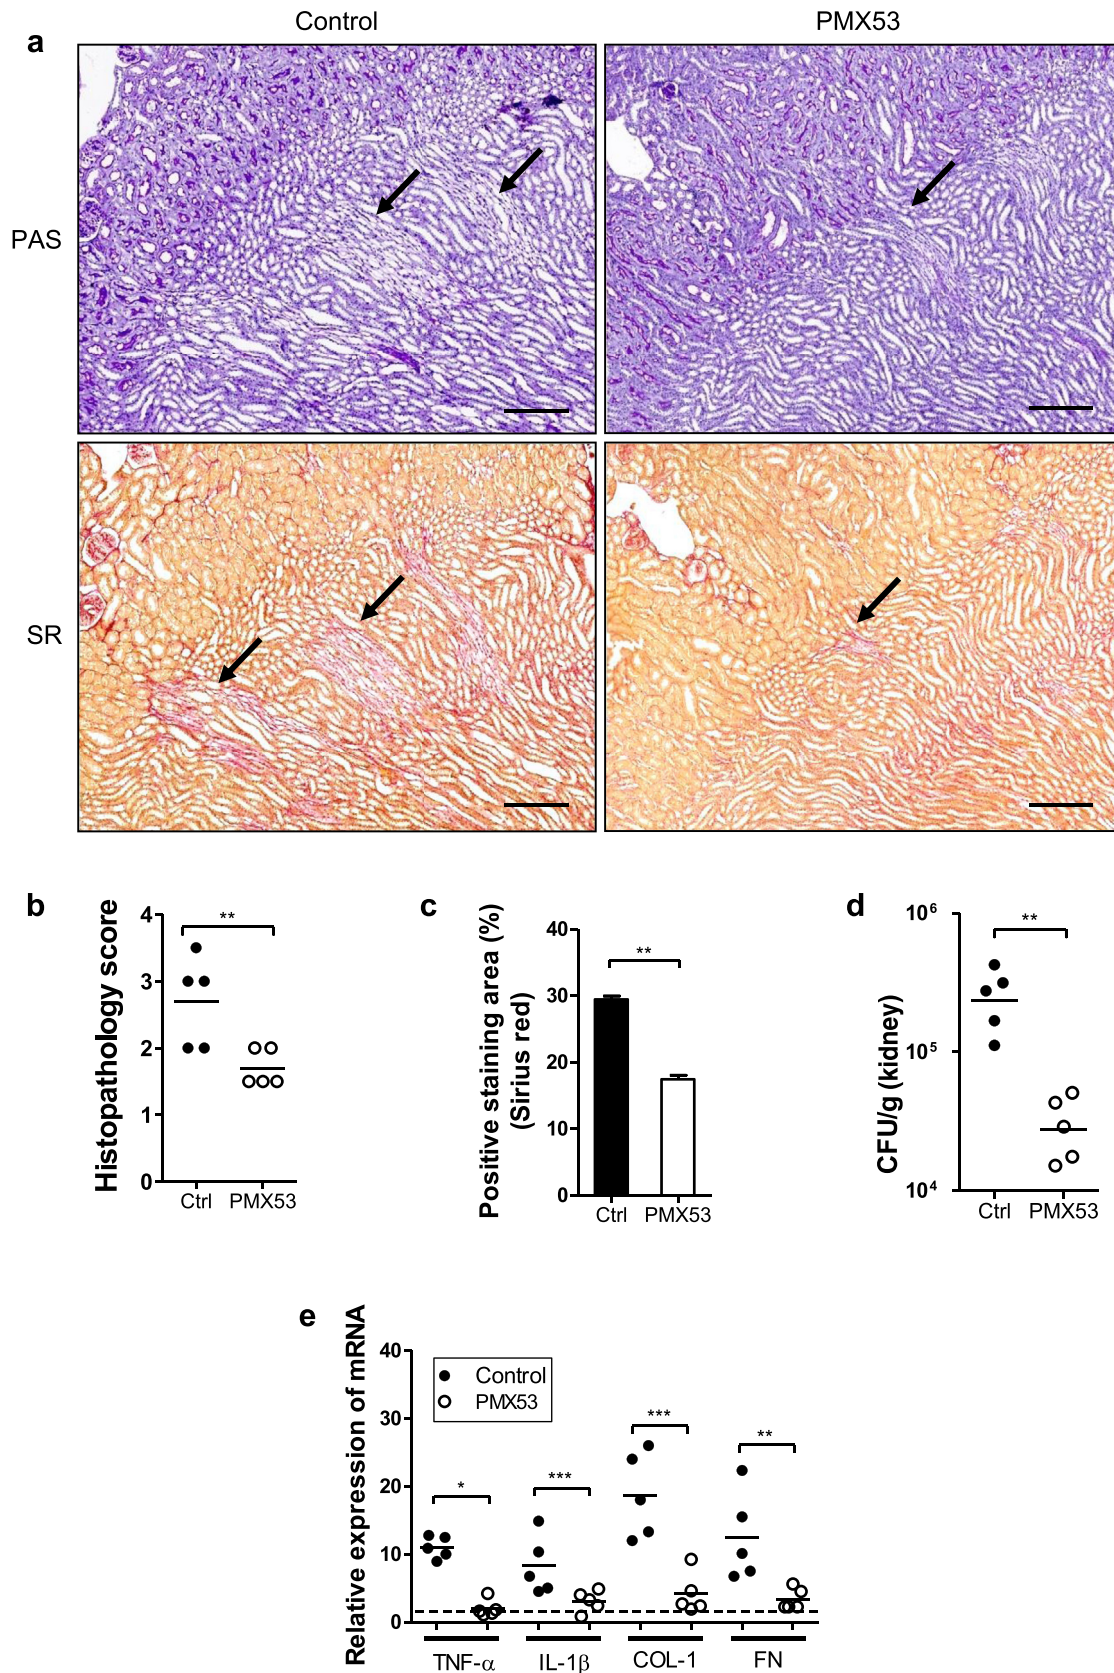 Control
PMX53
a
PAS
SR
b
Histopathology score
4
3
2
1
0
**
Ctrl
PMX53
c
Positive staining area (%)
(Sirius red)
40
30
20
10
0
**
Ctrl
PMX53
d
CFU/g (kidney)
10⁶
10⁵
10⁴
**
Ctrl
PMX53
e
Relative expression of mRNA
40
30
20
10
0
Control
PMX53
*
***
***
**
TNF-α
IL-1β
COL-1
FN